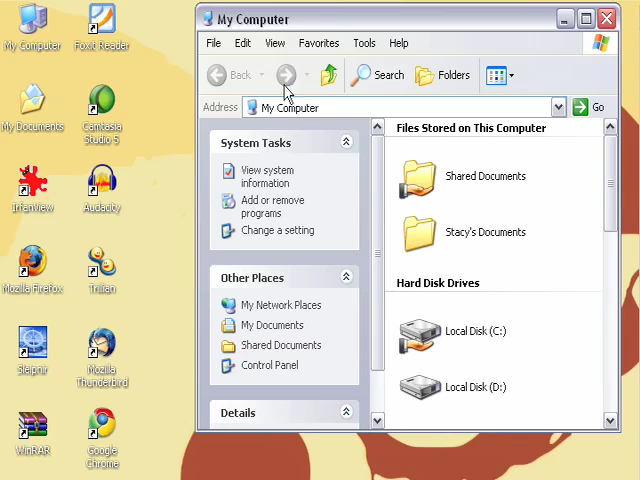 My Computer
Foxit Reader
My Documents
Camtasia
Studio 5
IrfanView
Audacity
Mozilla Firefox
Trillian
Sleipnir
Mozilla
Thunderbird
WinRAR
Google
Chrome
My Computer
File Edit View Favorites Tools Help
Back Search Folders
Address My Computer Go
System Tasks
View system
information
Add or remove
programs
Change a setting
Other Places
My Network Places
My Documents
Shared Documents
Control Panel
Details
Files Stored on This Computer
Shared Documents
Stacy's Documents
Hard Disk Drives
Local Disk (C:)
Local Disk (D:)